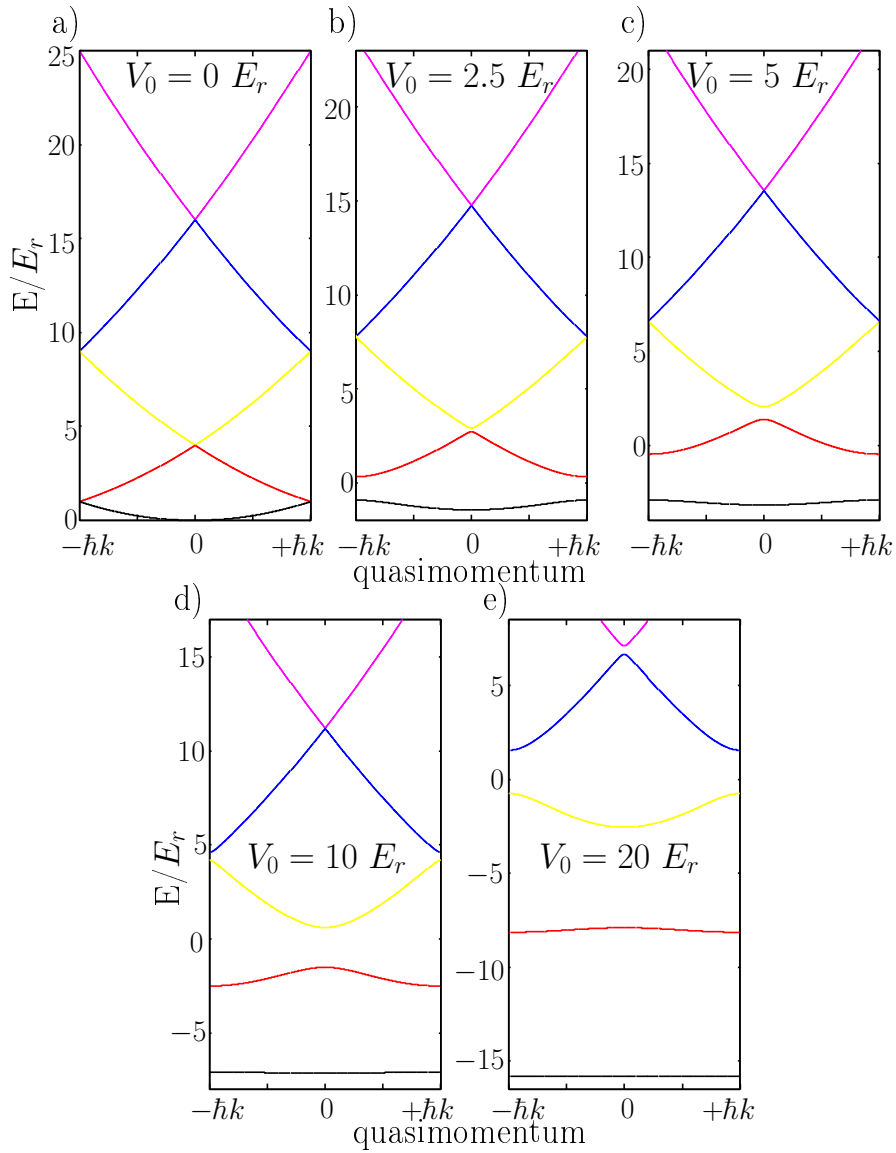 a)
b)
c)
V₀ = 0 Eᵣ
V₀ = 2.5 Eᵣ
V₀ = 5 Eᵣ
E/Eᵣ
25
20
15
10
5
0
20
15
10
5
0
20
15
10
5
0
−ħk 0 +ħk
−ħk 0 +ħk
−ħk 0 +ħk
quasimomentum
d)
e)
V₀ = 10 Eᵣ
V₀ = 20 Eᵣ
E/Eᵣ
15
10
5
0
−5
5
0
−5
−10
−15
−ħk 0 +ħk
−ħk 0 +ħk
quasimomentum